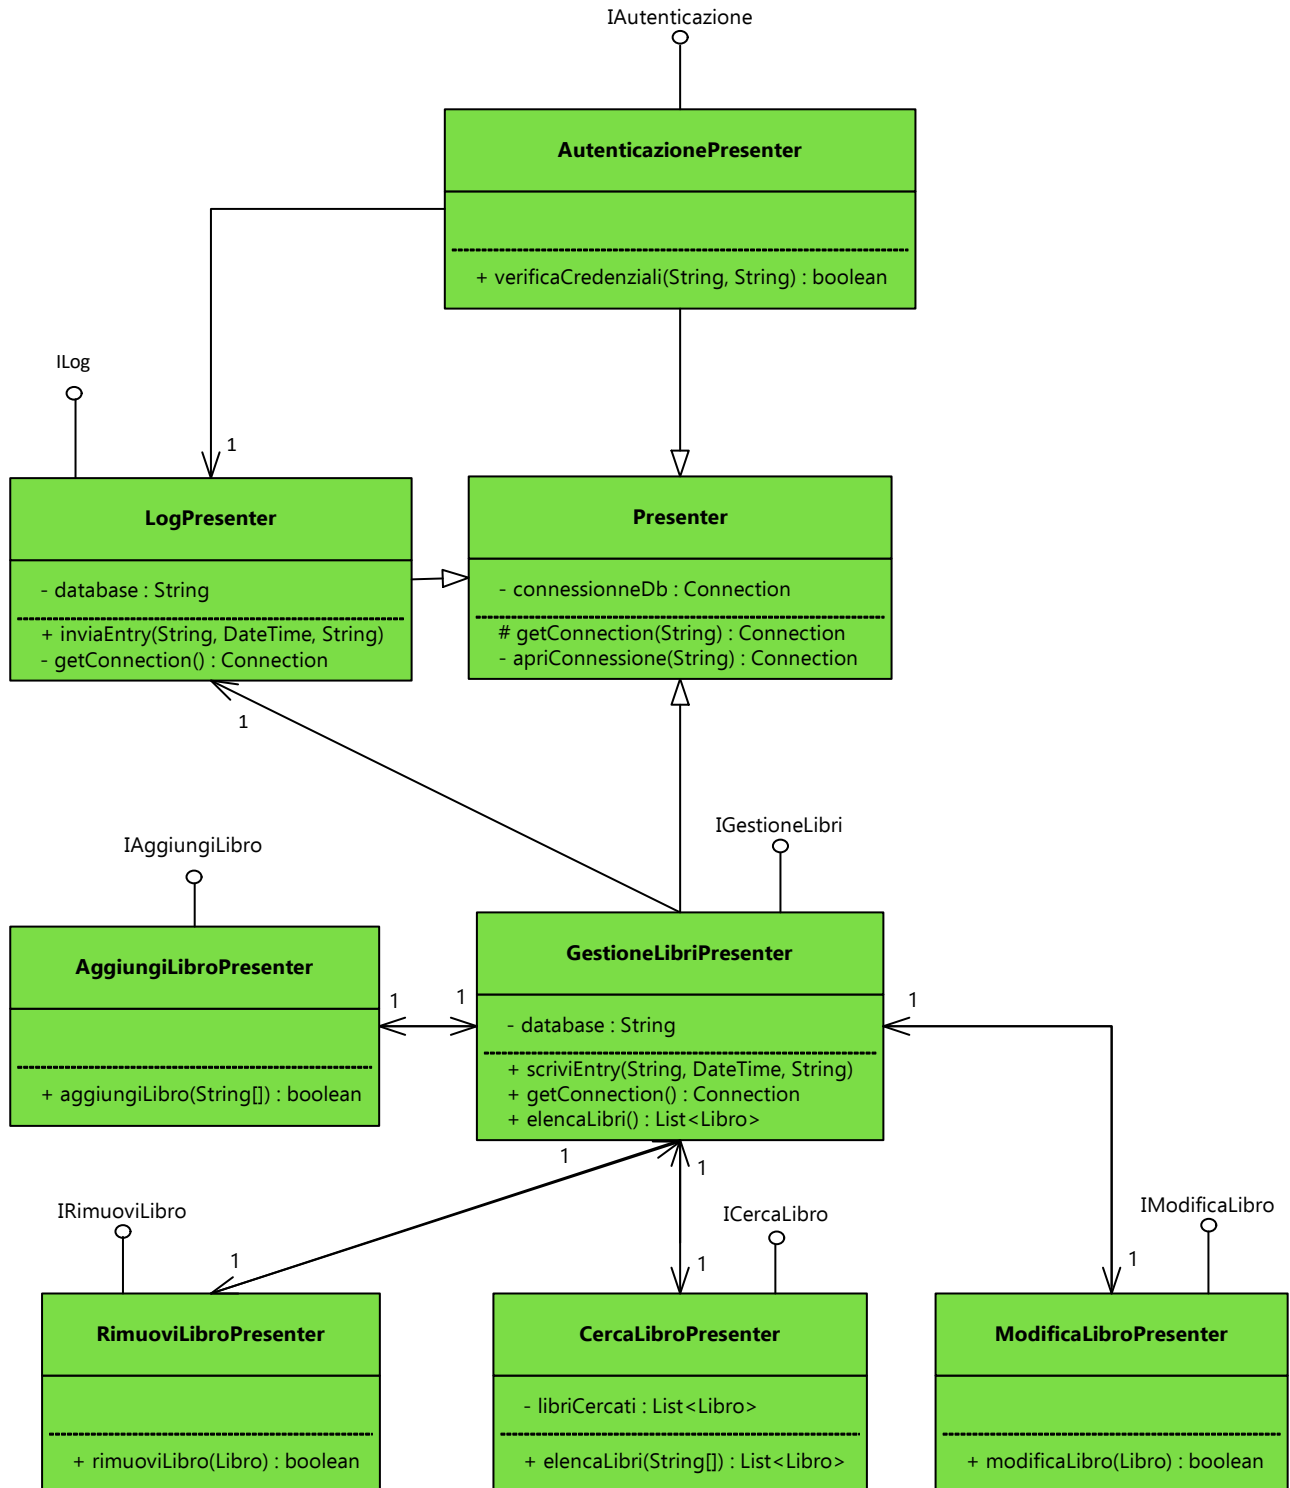 IAutenticazione
AutenticazionePresenter
+ verificaCredenziali(String, String) : boolean
ILog
1
LogPresenter
- database : String
+ inviaEntry(String, DateTime, String)
- getConnection() : Connection
Presenter
- connessionneDb : Connection
# getConnection(String) : Connection
- apriConnessione(String) : Connection
1
IGestioneLibri
IAggiungiLibro
AggiungiLibroPresenter
+ aggiungiLibro(String[]) : boolean
1
1
GestioneLibriPresenter
- database : String
+ scriviEntry(String, DateTime, String)
+ getConnection() : Connection
+ elencaLibri() : List<Libro>
1
1
1
IRimuoviLibro
1
ICercaLibro
1
IModificaLibro
1
RimuoviLibroPresenter
+ rimuoviLibro(Libro) : boolean
CercaLibroPresenter
- libriCercati : List<Libro>
+ elencaLibri(String[]) : List<Libro>
ModificaLibroPresenter
+ modificaLibro(Libro) : boolean